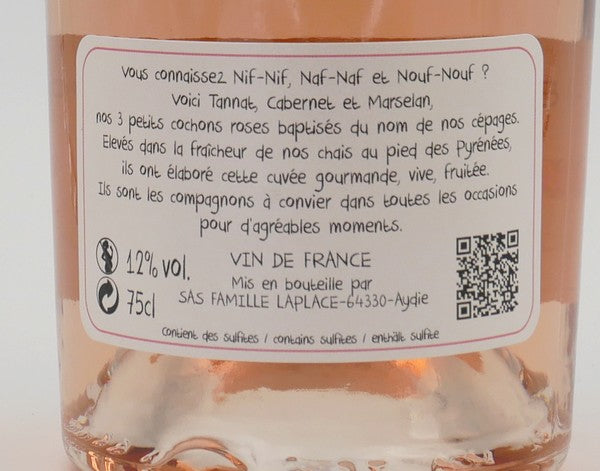 Vous connaissez Nif-Nif, Naf-Naf et Nouf-Nouf ?
Voici Tannat, Cabernet et Marselan,
nos 3 petits cochons roses baptisés du nom de nos cépages.
Elevés dans la fraîcheur de nos chais au pied des Pyrénées,
ils ont élaboré cette cuvée gourmande, vive, fruitée.
Ils sont les compagnons à convier dans toutes les occasions
pour d'agréables moments.
12% vol.
75cl
VIN DE FRANCE
Mis en bouteille par
SAS FAMILLE LAPLACE-64330-Aydie
Contient des sulfites / contains sulfites / enthält sulfite